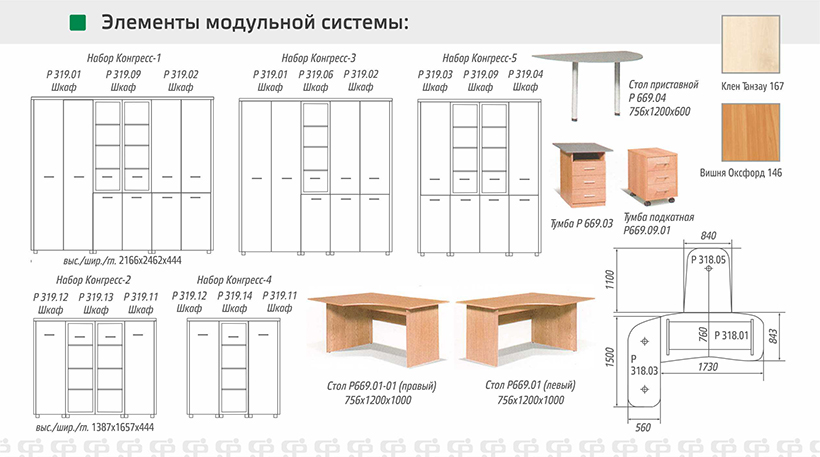 Элементы модульной системы:
Набор Конгресс-1
Р 319.01 Р 319.09 Р 319.02
Шкаф Шкаф Шкаф
выс./шир./т. 2166х2462х444
Набор Конгресс-3
Р 319.01 Р 319.06 Р 319.02
Шкаф Шкаф Шкаф
Набор Конгресс-5
Р 319.03 Р 319.09 Р 319.04
Шкаф Шкаф Шкаф
Стол приставной
Р 669.04
756х1200х600
Клен Танзау 167
Вишня Оксфорд 146
Тумба Р 669.03
Тумба подкатная
Р669.09.01
Набор Конгресс-2
Р 319.12 Р 319.13 Р 319.11
Шкаф Шкаф Шкаф
выс./шир./т. 1387х1657х444
Набор Конгресс-4
Р 319.12 Р 319.14 Р 319.11
Шкаф Шкаф Шкаф
Стол Р669.01-01 (правый)
756х1200х1000
Стол Р669.01 (левый)
756х1200х1000
840
Р 318.05
1100
1500
760
Р 318.01
843
Р
318.03
1730
560